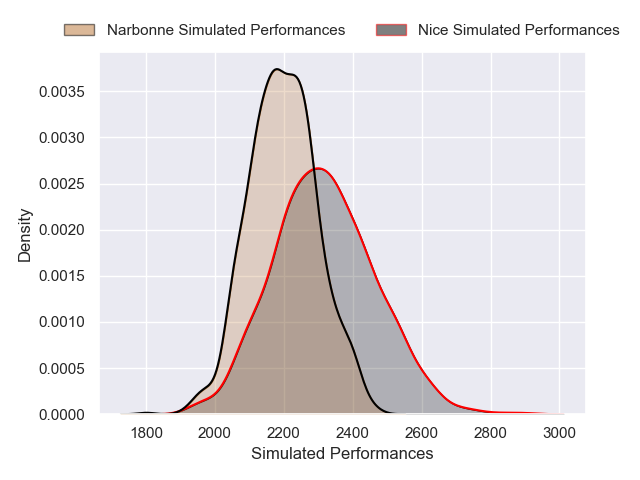 Narbonne Simulated Performances Nice Simulated Performances
0.0035
0.0030
0.0025
0.0020
0.0015
0.0010
0.0005
0.0000
Density
1800 2000 2200 2400 2600 2800 3000
Simulated Performances